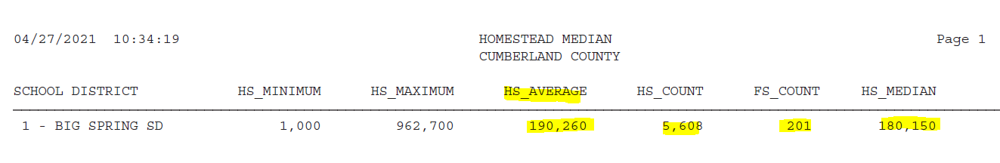 04/27/2021 10:34:19 HOMESTEAD MEDIAN Page 1
CUMBERLAND COUNTY
SCHOOL DISTRICT HS_MINIMUM HS_MAXIMUM HS_AVERAGE HS_COUNT FS_COUNT HS_MEDIAN
1 - BIG SPRING SD 1,000 962,700 190,260 5,608 201 180,150